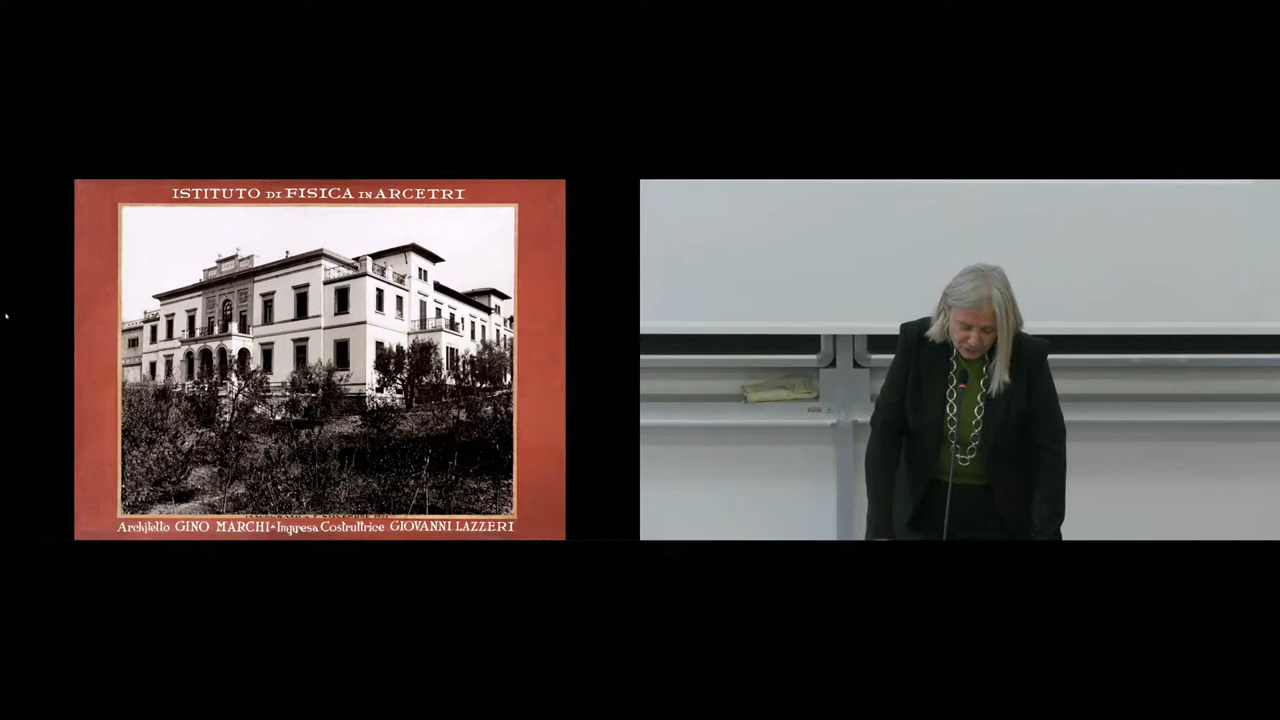 ISTITUTO DI FISICA IN ARCETRI
Architetto GINO MARCHI - Impresa Costruttrice GIOVANNI LAZZERI